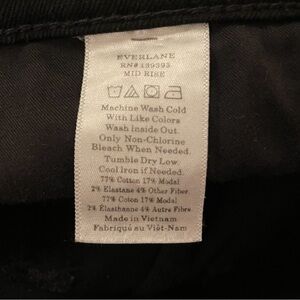 EVERLANE
RN# 139395
MID RISE
Machine Wash Cold
With Like Colors
Wash Inside Out.
Only Non-Chlorine
Bleach When Needed.
Tumble Dry Low.
Cool Iron if Needed.
77% Cotton 17% Modal
2% Elastane 4% Other Fiber
77% Coton 17% Modal
2% Élasthanne 4% Autre Fibre
Made in Vietnam
Fabriqué au Việt-Nam